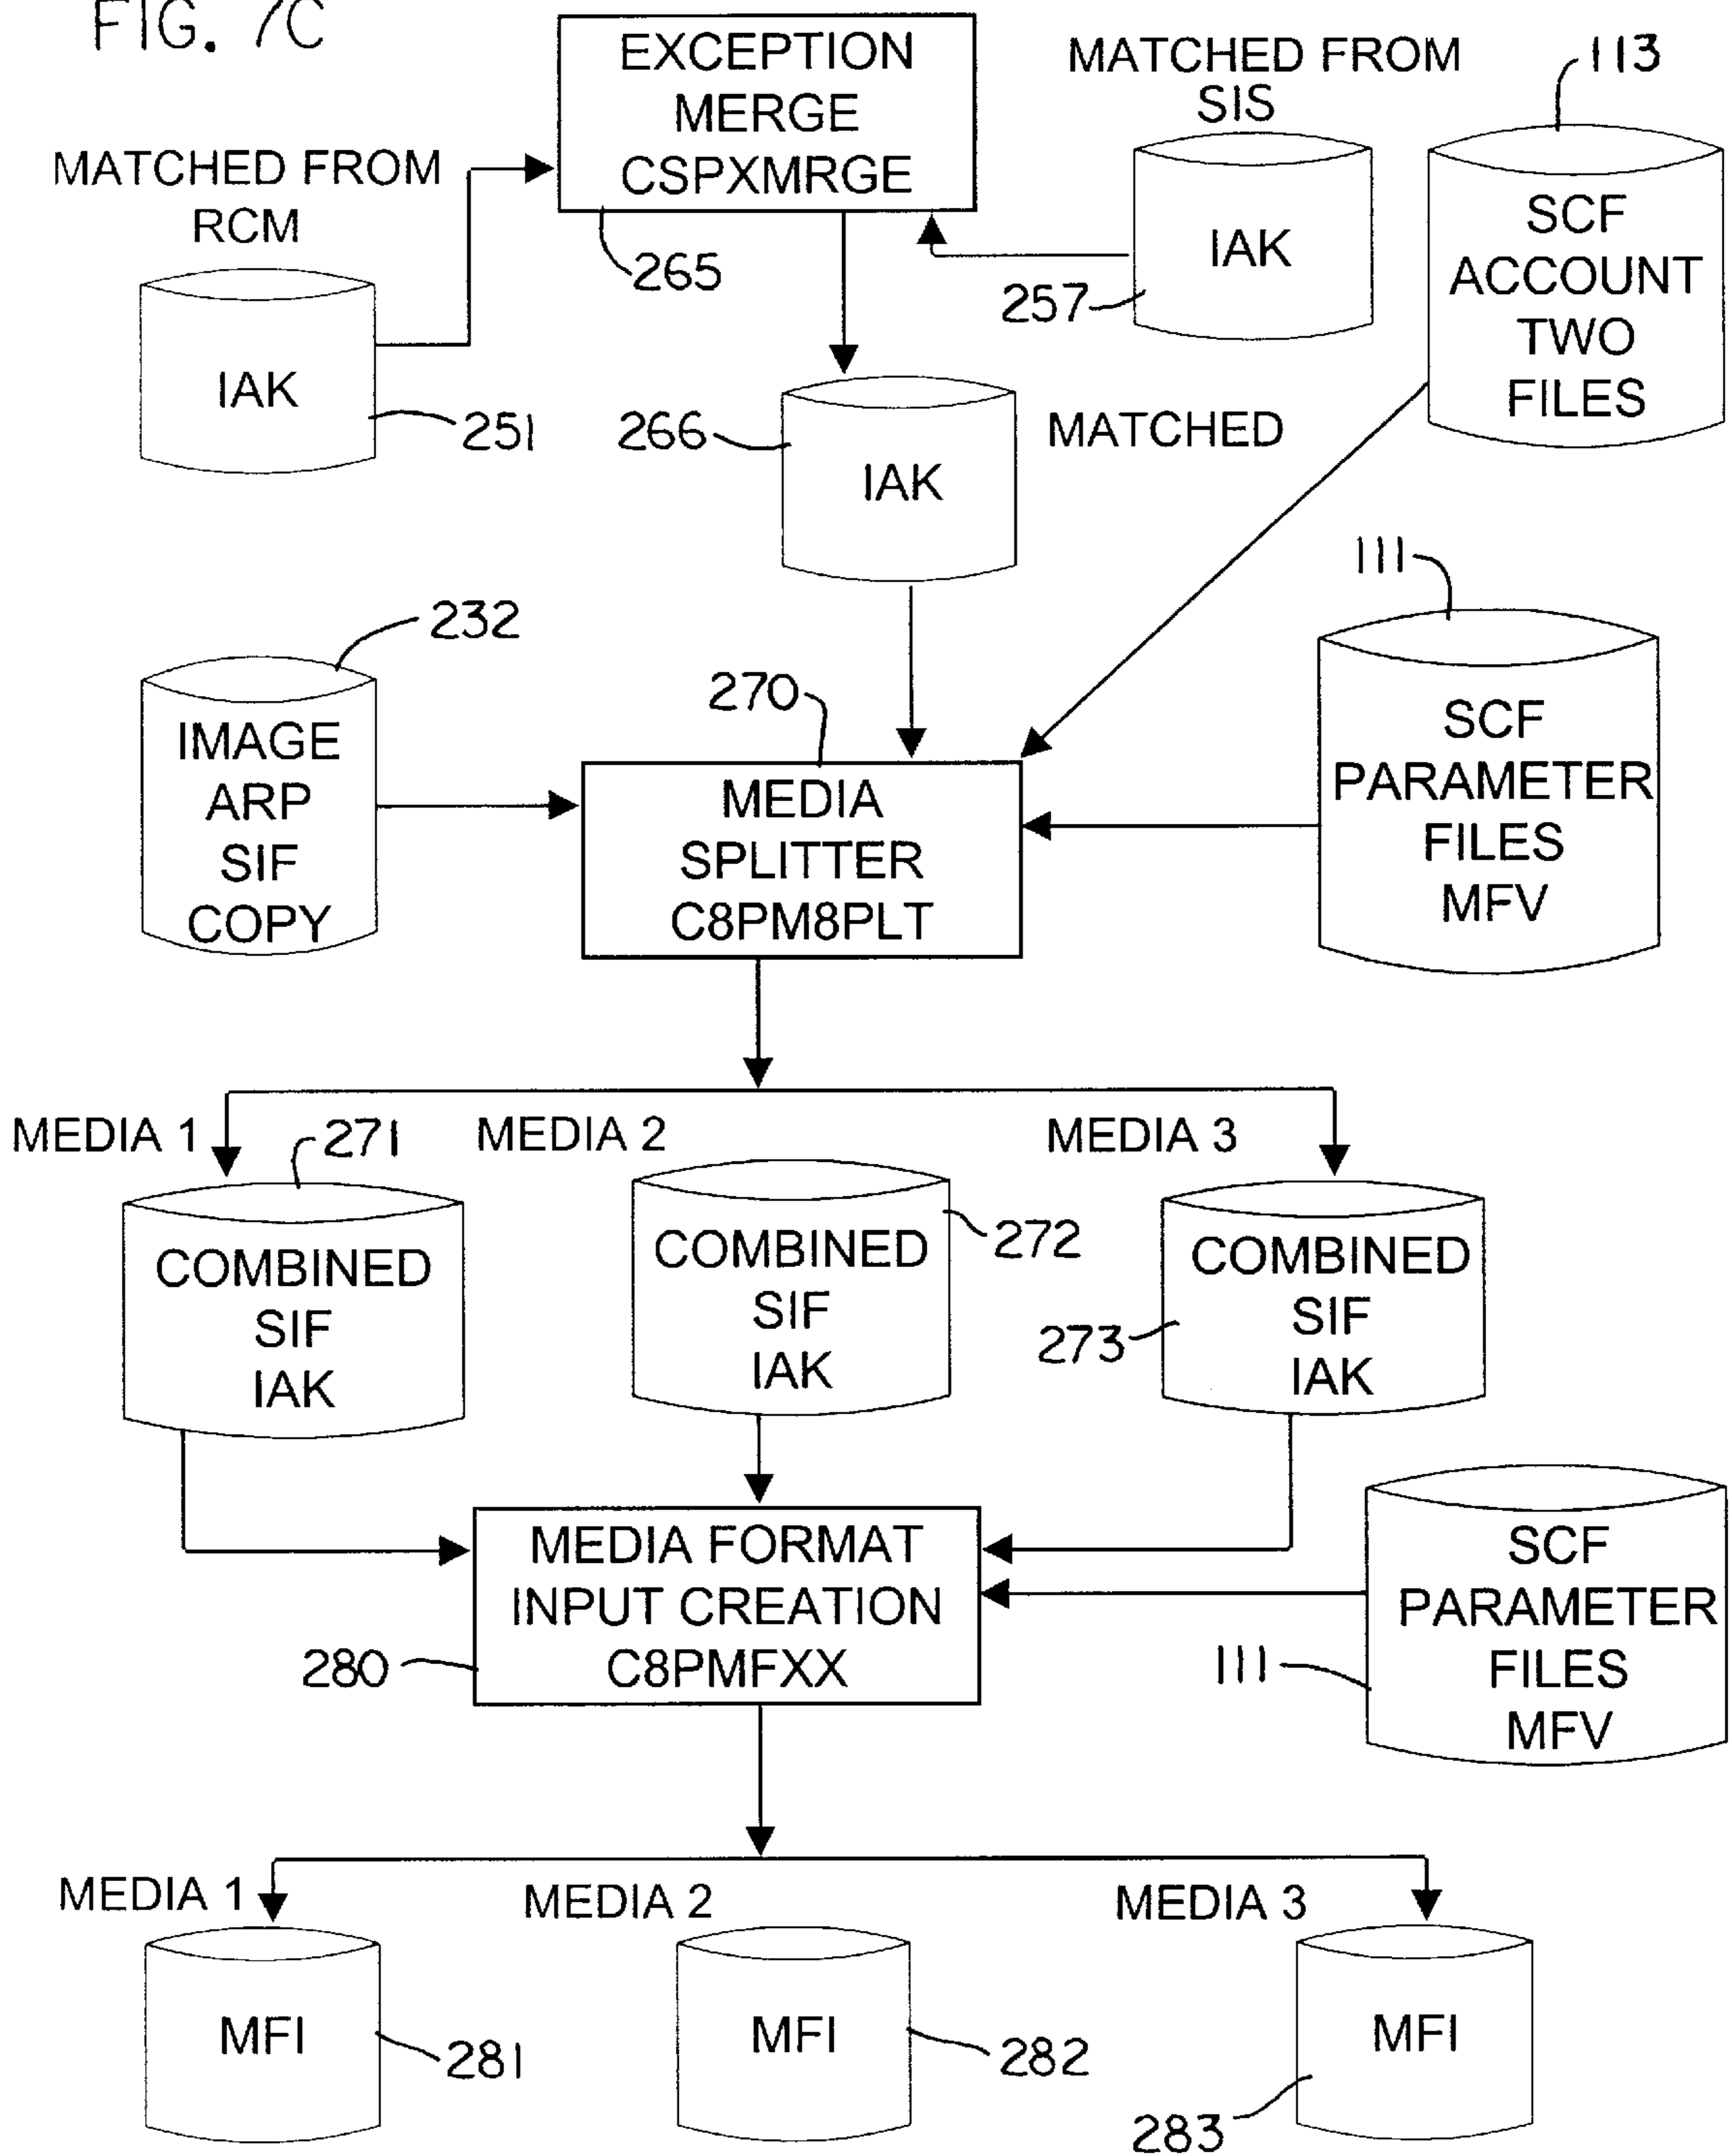 FIG. 7C
EXCEPTION
MERGE
CSPXMRGE
265
MATCHED FROM
SIS
113
MATCHED FROM
RCM
IAK
251
IAK
257
SCF
ACCOUNT
TWO
FILES
266
IAK
MATCHED
111
232
IMAGE
ARP
SIF
COPY
270
MEDIA
SPLITTER
C8PM8PLT
SCF
PARAMETER
FILES
MFV
MEDIA 1
271
MEDIA 2
MEDIA 3
COMBINED
SIF
IAK
COMBINED
SIF
IAK
272
COMBINED
SIF
IAK
273
MEDIA FORMAT
INPUT CREATION
C8PMFXX
280
SCF
PARAMETER
FILES
MFV
111
MEDIA 1
MEDIA 2
MEDIA 3
MFI
281
MFI
282
MFI
283